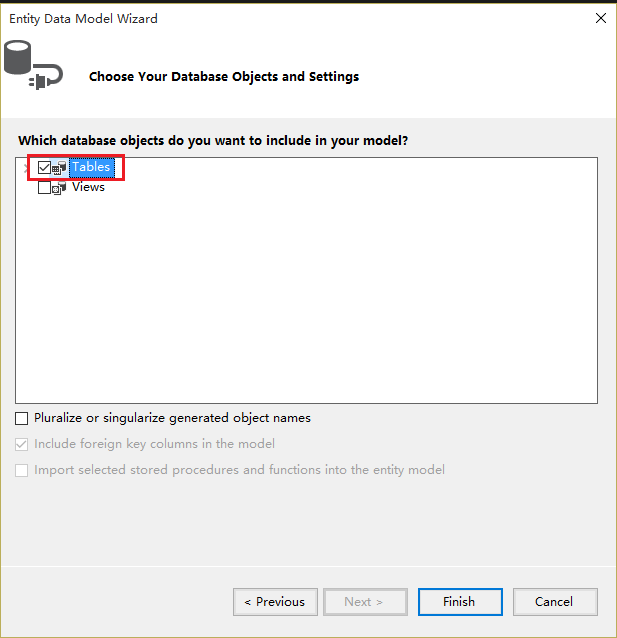 Entity Data Model Wizard
Choose Your Database Objects and Settings
Which database objects do you want to include in your model?
Tables
Views
Pluralize or singularize generated object names
Include foreign key columns in the model
Import selected stored procedures and functions into the entity model
< Previous
Next >
Finish
Cancel